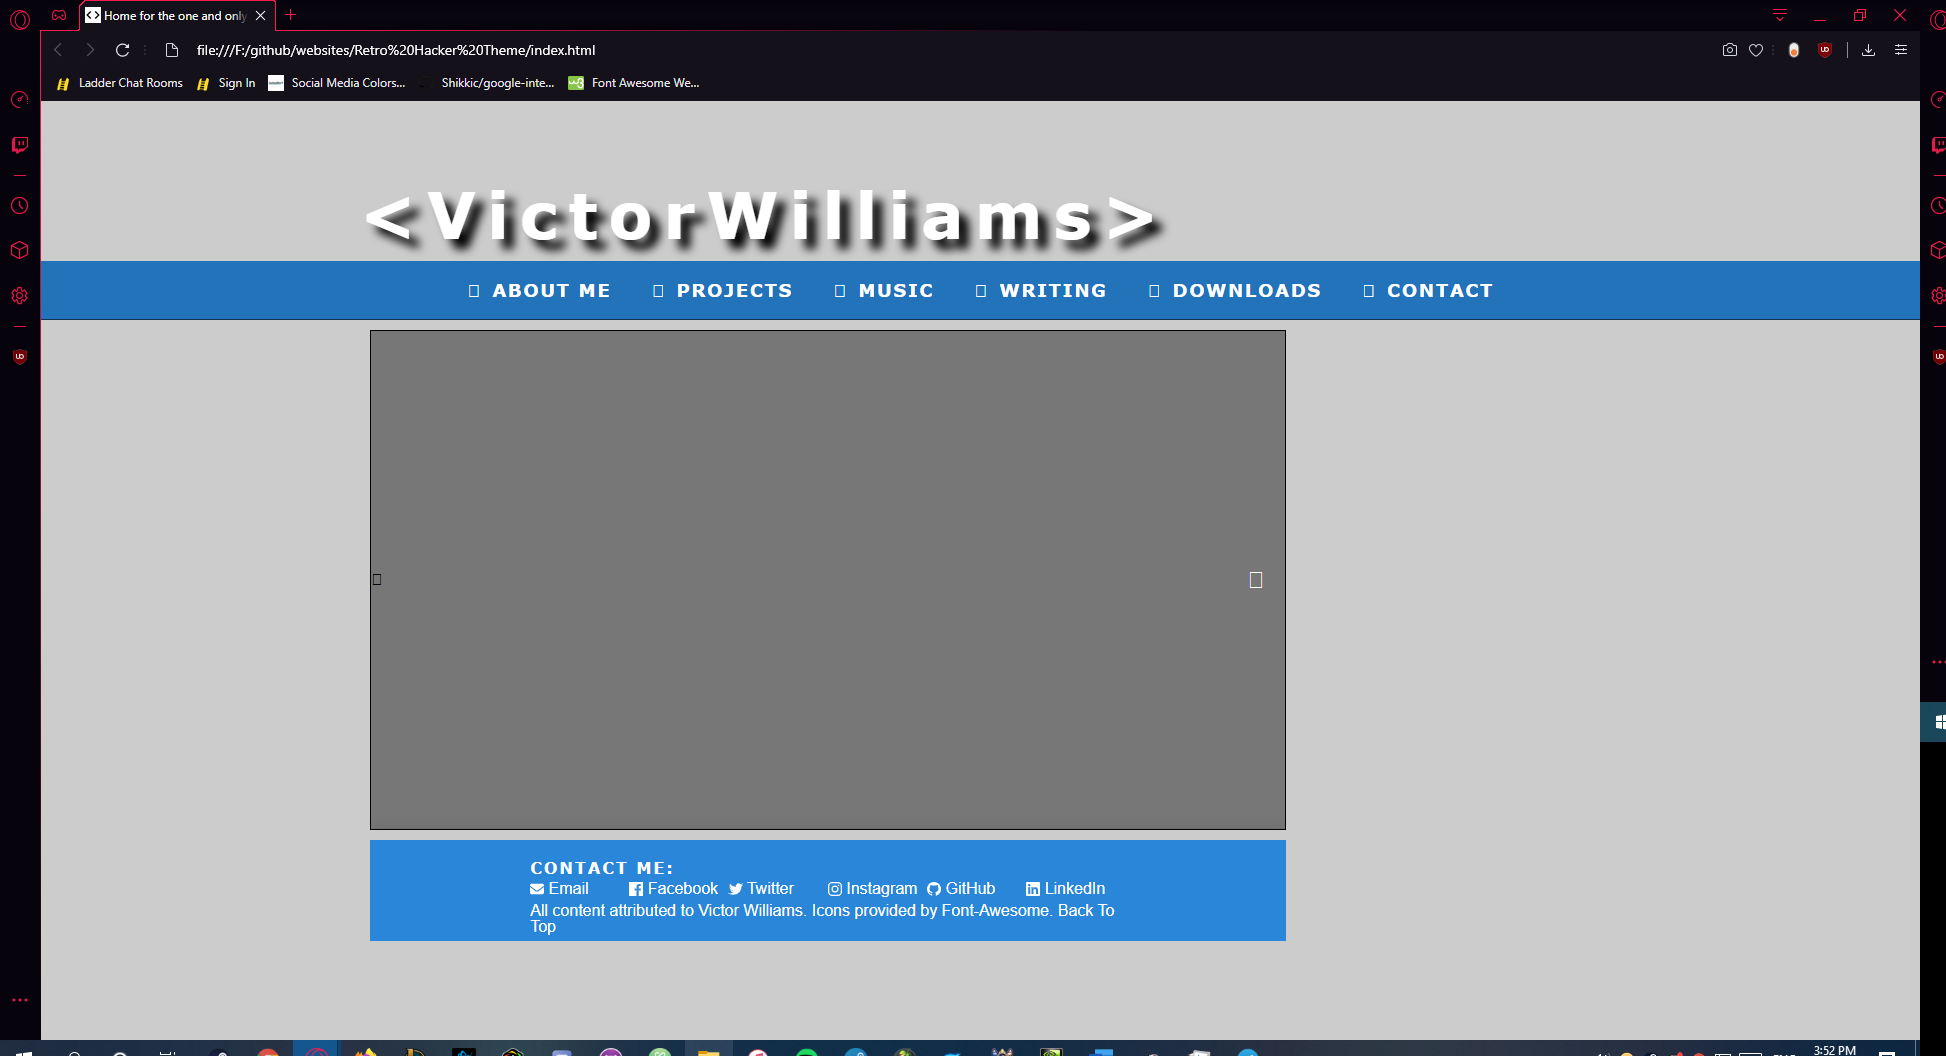 Home for the one and only
file:///F:/github/websites/Retro%20Hacker%20Theme/index.html
Ladder Chat Rooms Sign In Social Media Colors... Shikkic/google-inte... Font Awesome We...
<VictorWilliams>
ABOUT ME PROJECTS MUSIC WRITING DOWNLOADS CONTACT
CONTACT ME:
Email Facebook Twitter Instagram GitHub LinkedIn
All content attributed to Victor Williams. Icons provided by Font-Awesome. Back To
Top
3:52 PM